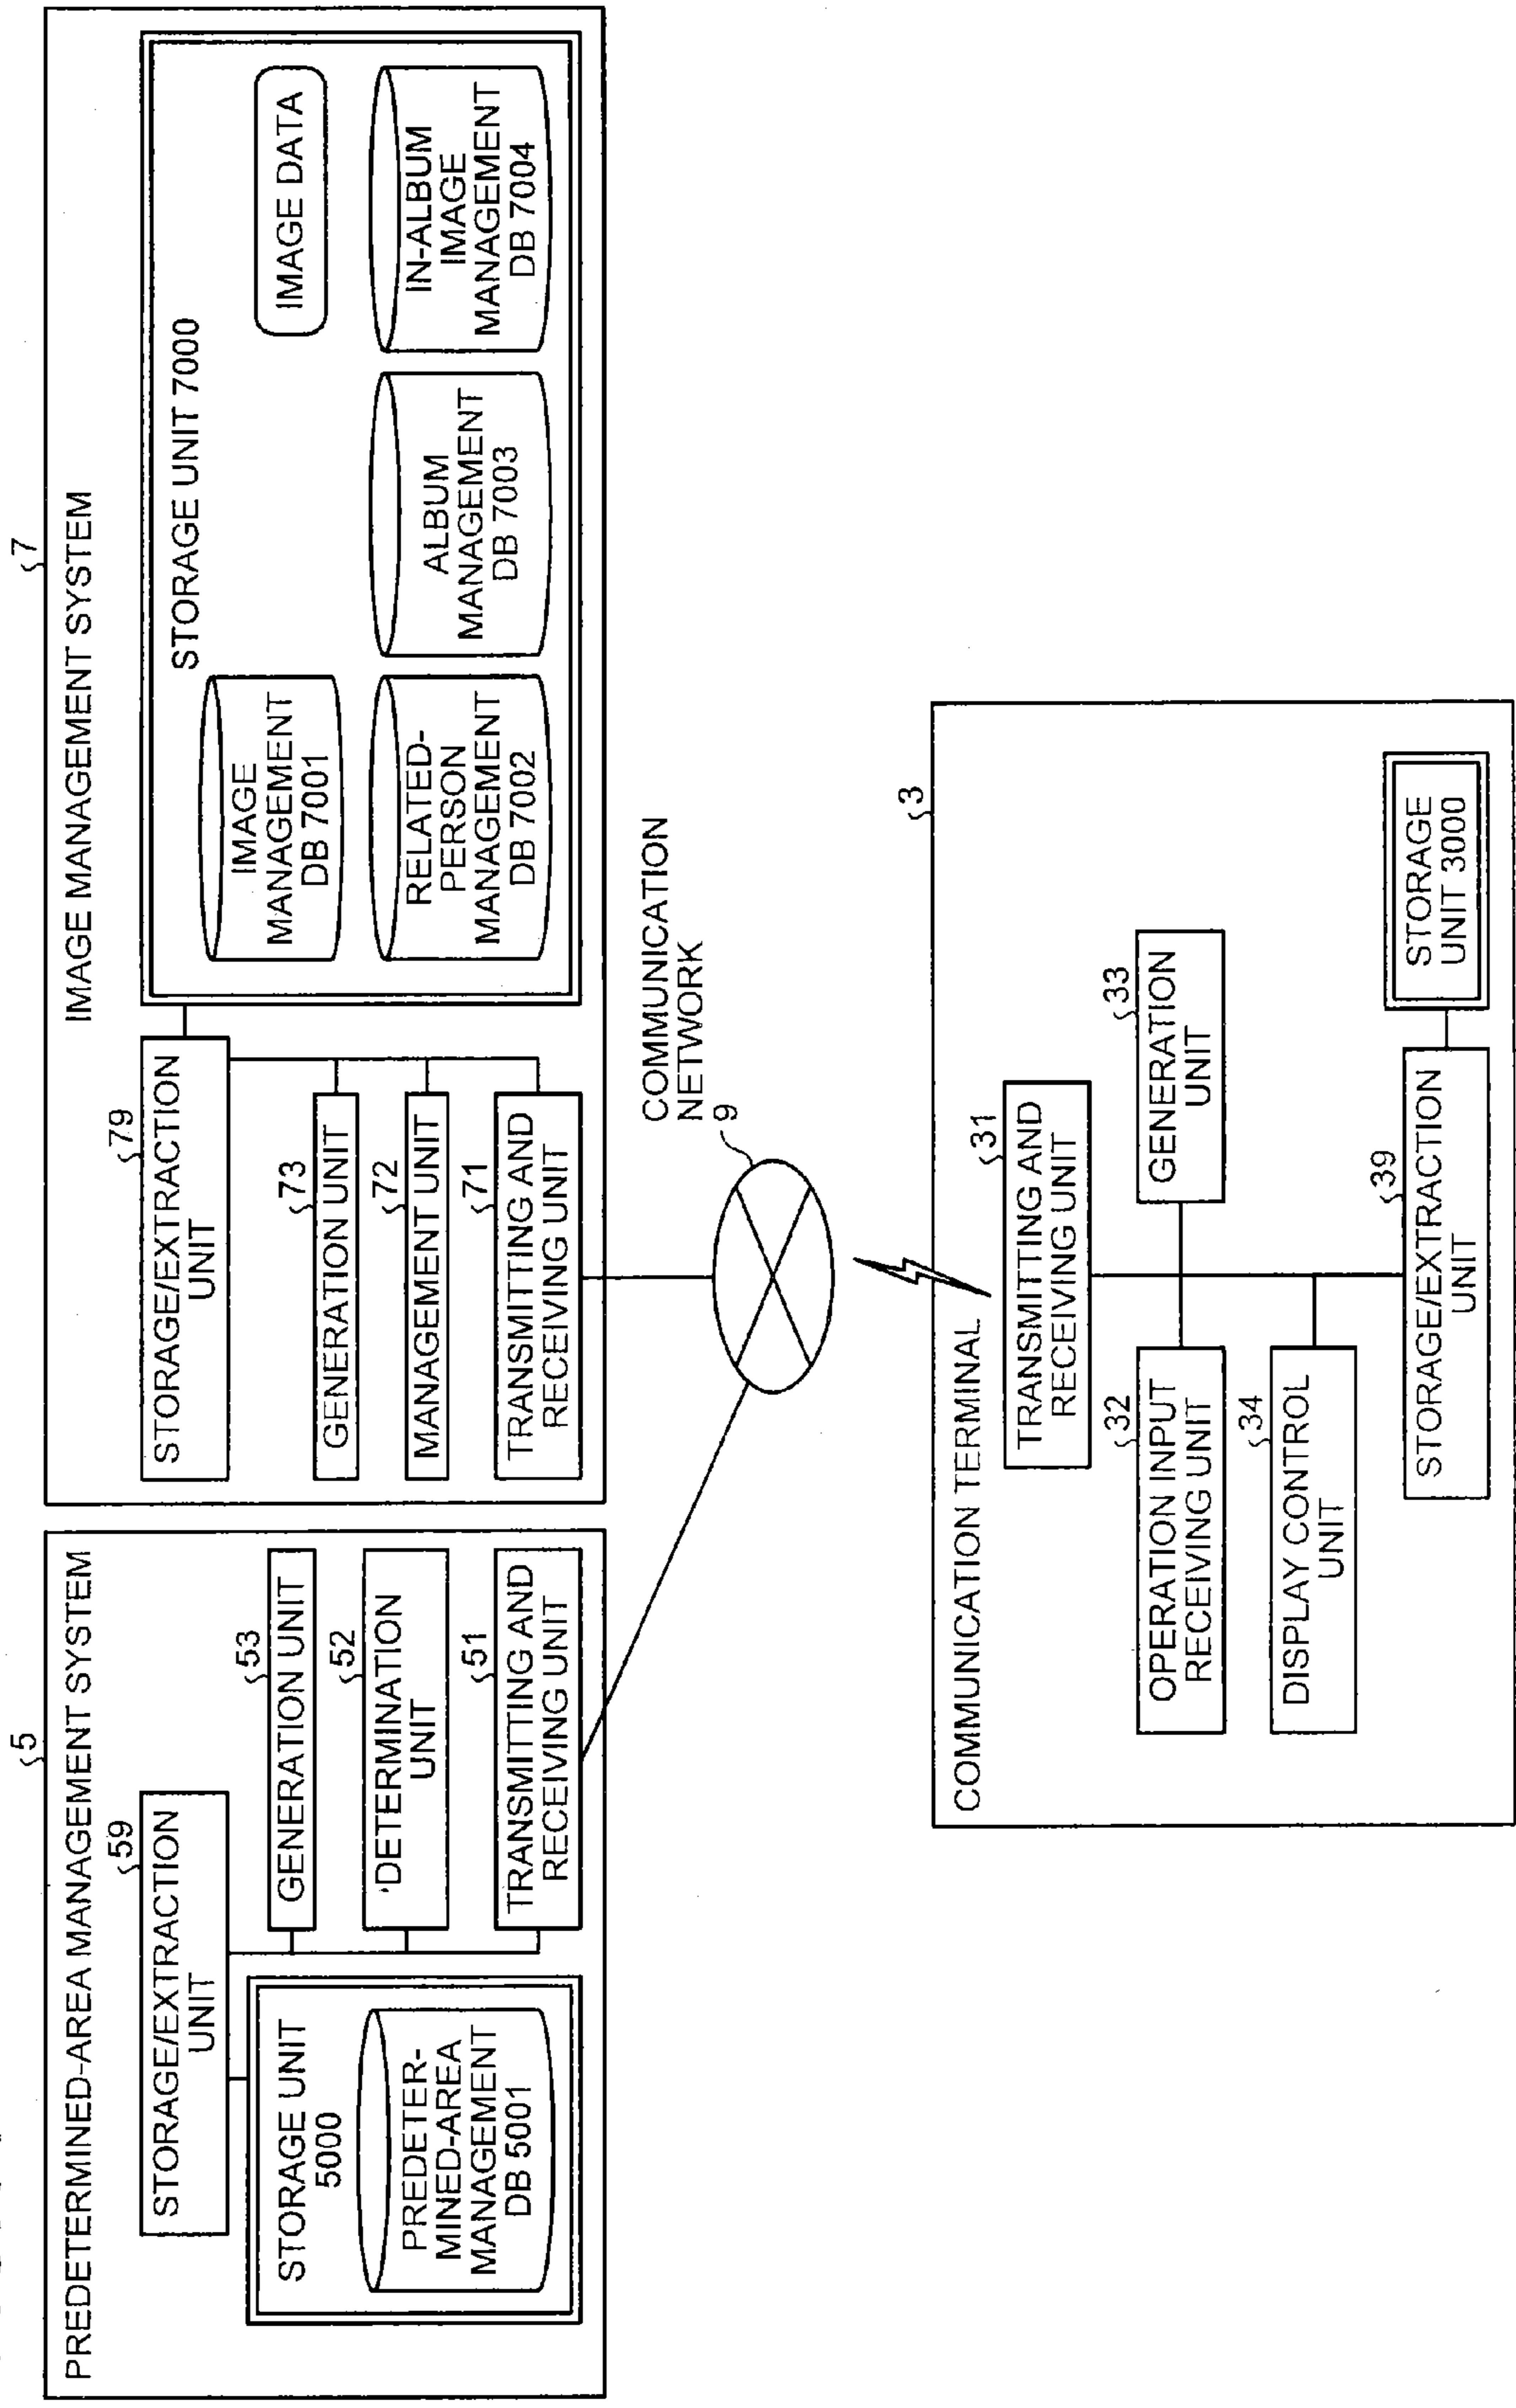 5
PREDETERMINED-AREA MANAGEMENT SYSTEM
59
STORAGE/EXTRACTION
UNIT
STORAGE UNIT
5000
PREDETER-
MINED-AREA
MANAGEMENT
DB 5001
53
GENERATION UNIT
52
DETERMINATION
UNIT
51
TRANSMITTING AND
RECEIVING UNIT
7
IMAGE MANAGEMENT SYSTEM
79
STORAGE/EXTRACTION
UNIT
73
GENERATION UNIT
72
MANAGEMENT UNIT
71
TRANSMITTING AND
RECEIVING UNIT
STORAGE UNIT 7000
IMAGE
MANAGEMENT
DB 7001
IMAGE DATA
RELATED-
PERSON
MANAGEMENT
DB 7002
ALBUM
MANAGEMENT
DB 7003
IN-ALBUM
IMAGE
MANAGEMENT
DB 7004
COMMUNICATION
NETWORK
9
3
COMMUNICATION TERMINAL
31
TRANSMITTING AND
RECEIVING UNIT
32
OPERATION INPUT
RECEIVING UNIT
33
GENERATION
UNIT
34
DISPLAY CONTROL
UNIT
39
STORAGE/EXTRACTION
UNIT
STORAGE
UNIT 3000